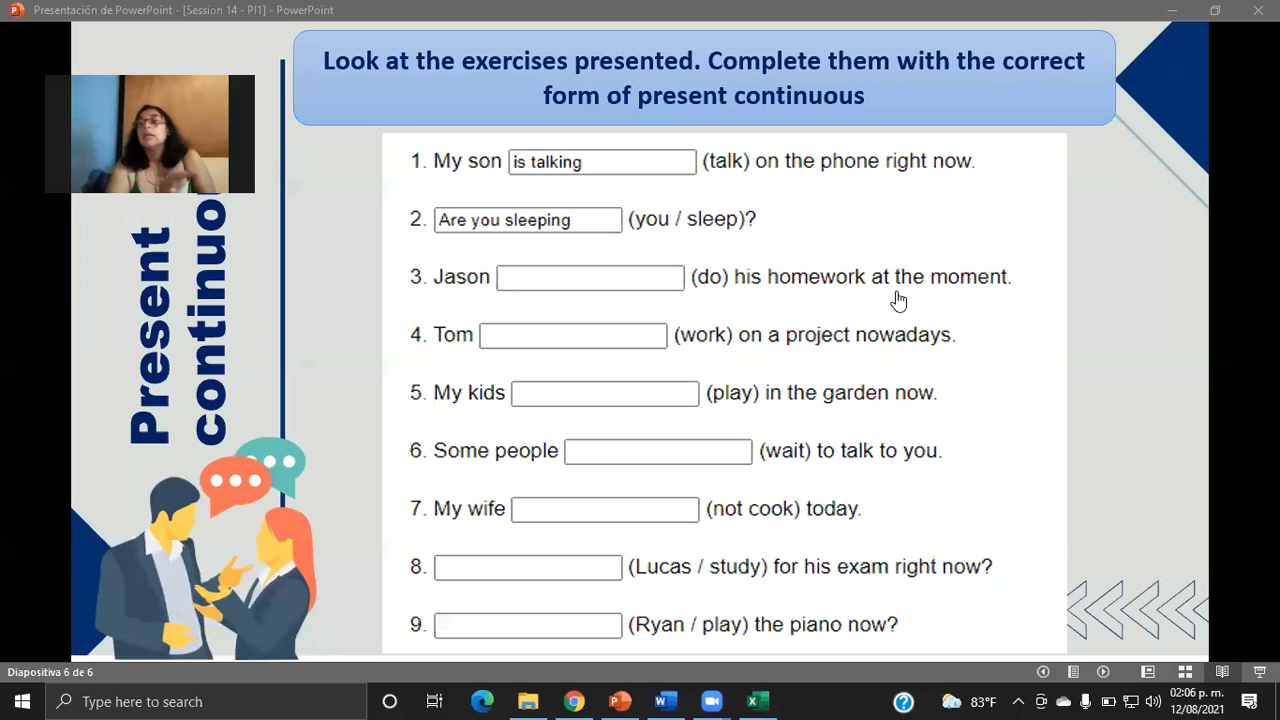 Presentación de PowerPoint - [Session 14 - PI1] - PowerPoint
Look at the exercises presented. Complete them with the correct
form of present continuous
Present
continuou
1. My son is talking (talk) on the phone right now.
2. Are you sleeping (you / sleep)?
3. Jason (do) his homework at the moment.
4. Tom (work) on a project nowadays.
5. My kids (play) in the garden now.
6. Some people (wait) to talk to you.
7. My wife (not cook) today.
8. (Lucas / study) for his exam right now?
9. (Ryan / play) the piano now?
Diapositiva 6 de 6
Type here to search
83°F
02:06 p. m.
12/08/2021